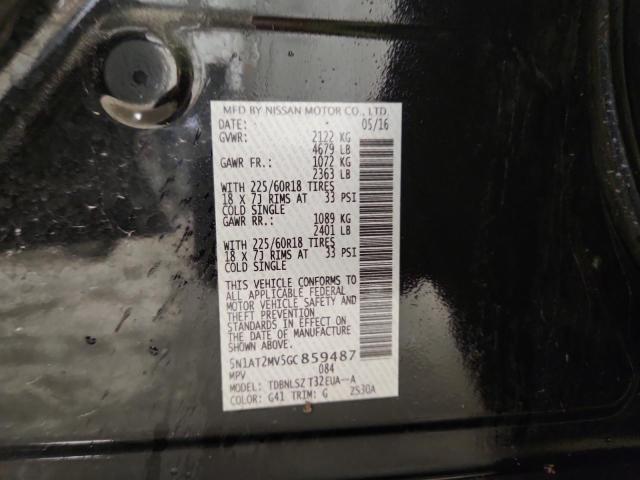 MFD BY NISSAN MOTOR CO., LTD.
DATE: 05/16
GVWR: 2122 KG
4679 LB
GAWR FR.: 1072 KG
2363 LB
WITH 225/60R18 TIRES
18 X 7J RIMS AT 33 PSI
COLD SINGLE
GAWR RR.: 1089 KG
2401 LB
WITH 225/60R18 TIRES
18 X 7J RIMS AT 33 PSI
COLD SINGLE
THIS VEHICLE CONFORMS TO
ALL APPLICABLE FEDERAL
MOTOR VEHICLE SAFETY AND
THEFT PREVENTION
STANDARDS IN EFFECT ON
THE DATE OF MANUFACTURE
SHOWN ABOVE.
5N1AT2MV5GC859487
MPV 084
MODEL: TDBNLSZ T32EUA--A
COLOR: G41 TRIM: G 2S30A